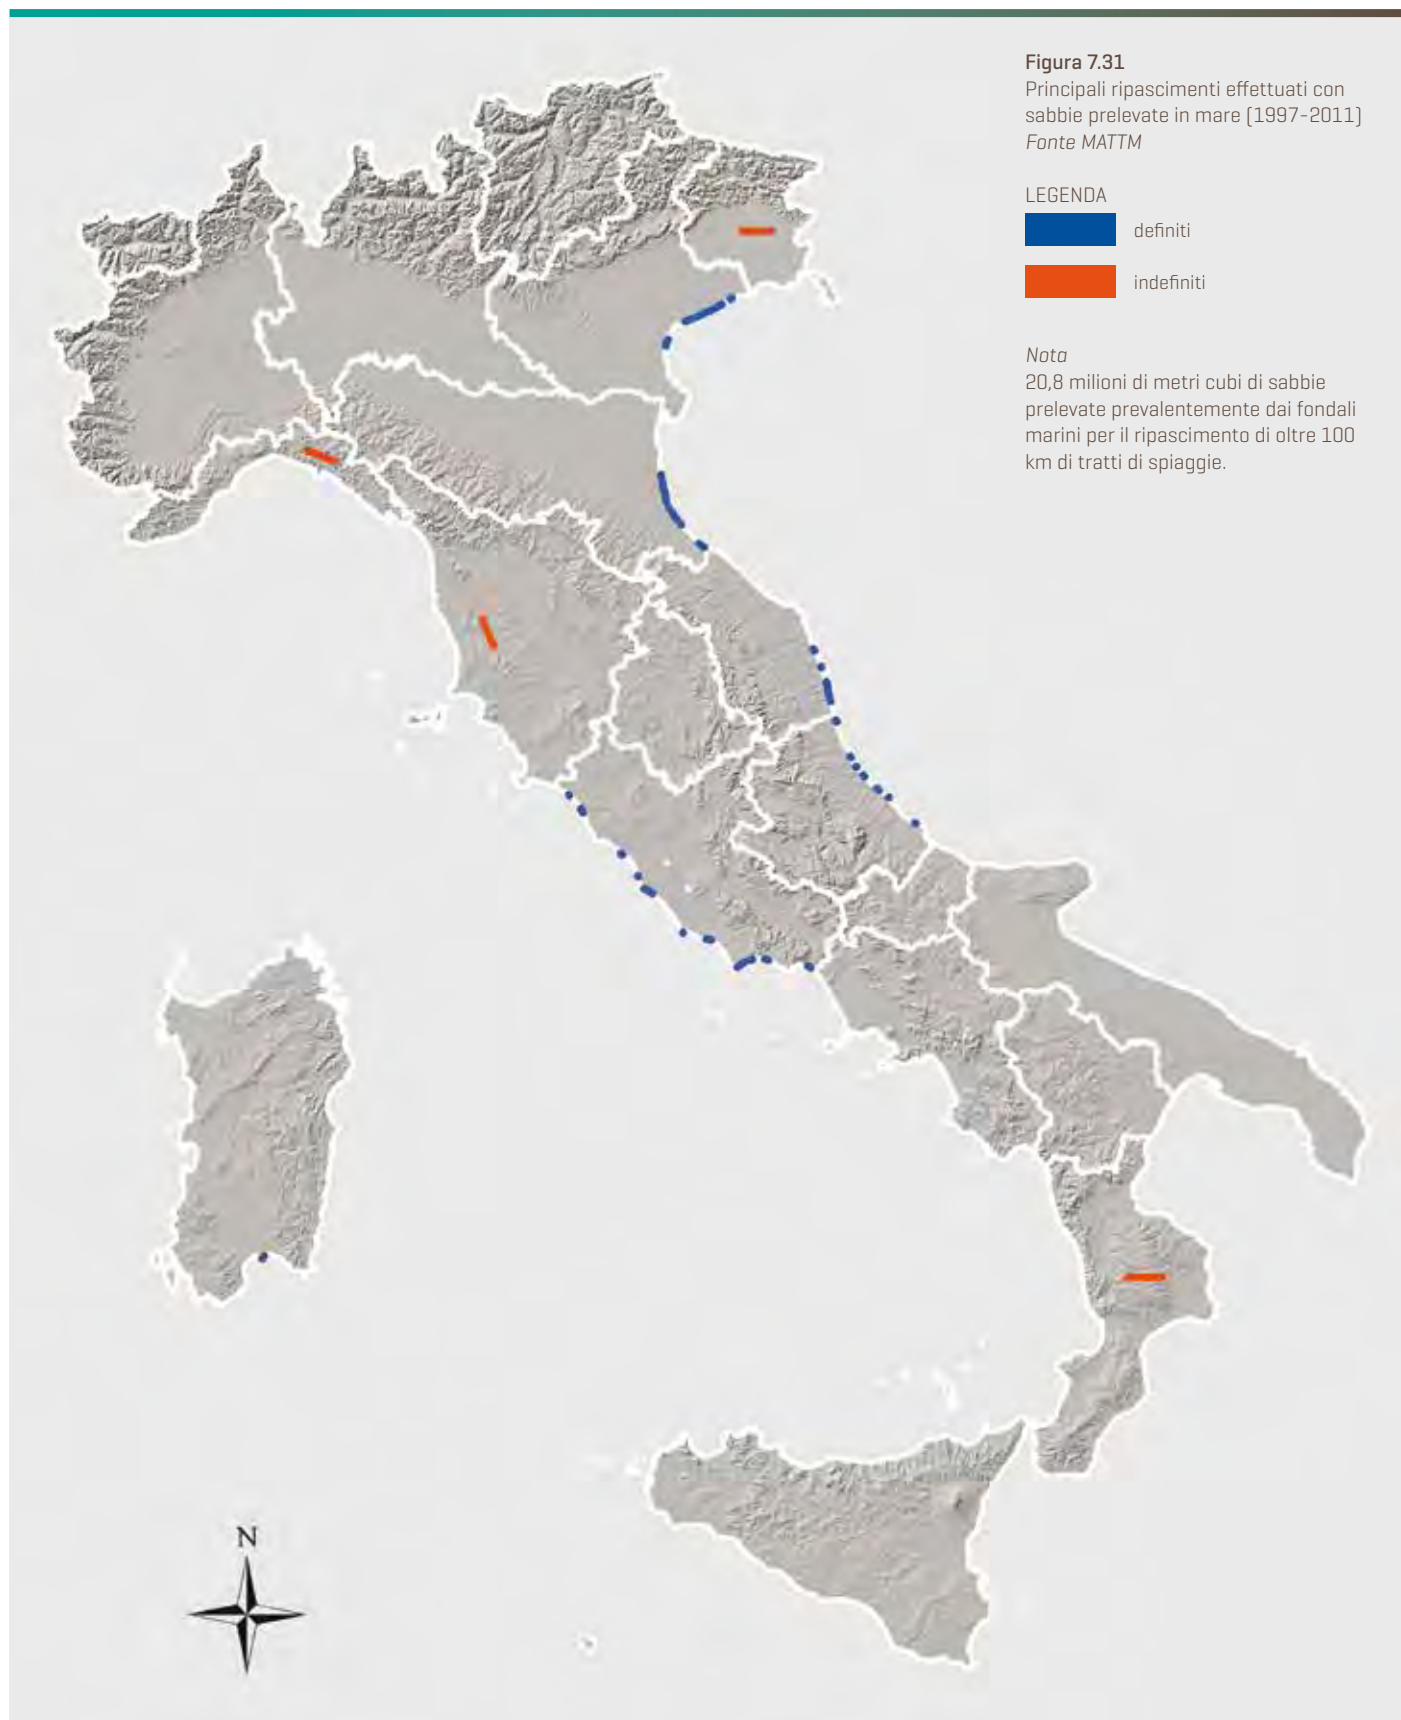 Figura 7.31
Principali ripascimenti effettuati con
sabbie prelevate in mare (1997-2011)
Fonte MATTM
LEGENDA
definiti
indefiniti
Nota
20,8 milioni di metri cubi di sabbie
prelevate prevalentemente dai fondali
marini per il ripascimento di oltre 100
km di tratti di spiaggie.
N